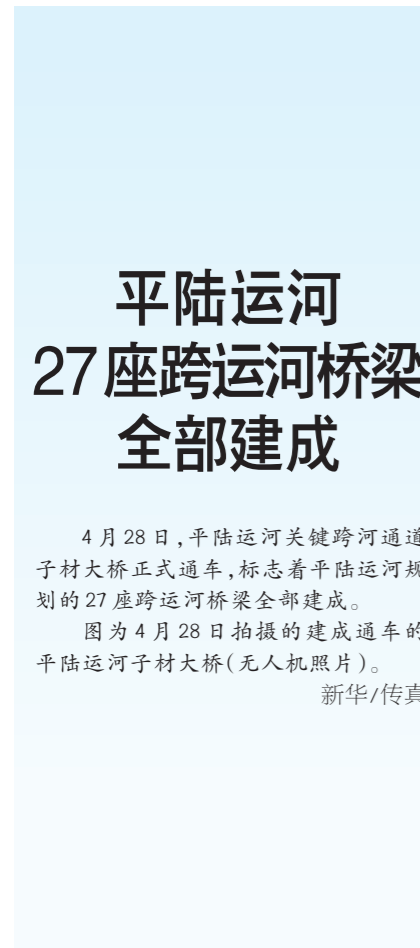 平陆运河
27座跨运河桥梁
全部建成
4月28日，平陆运河关键跨河通道
子材大桥正式通车，标志着平陆运河规
划的27座跨运河桥梁全部建成。
图为4月28日拍摄的建成通车的
平陆运河子材大桥(无人机照片)。
新华/传真